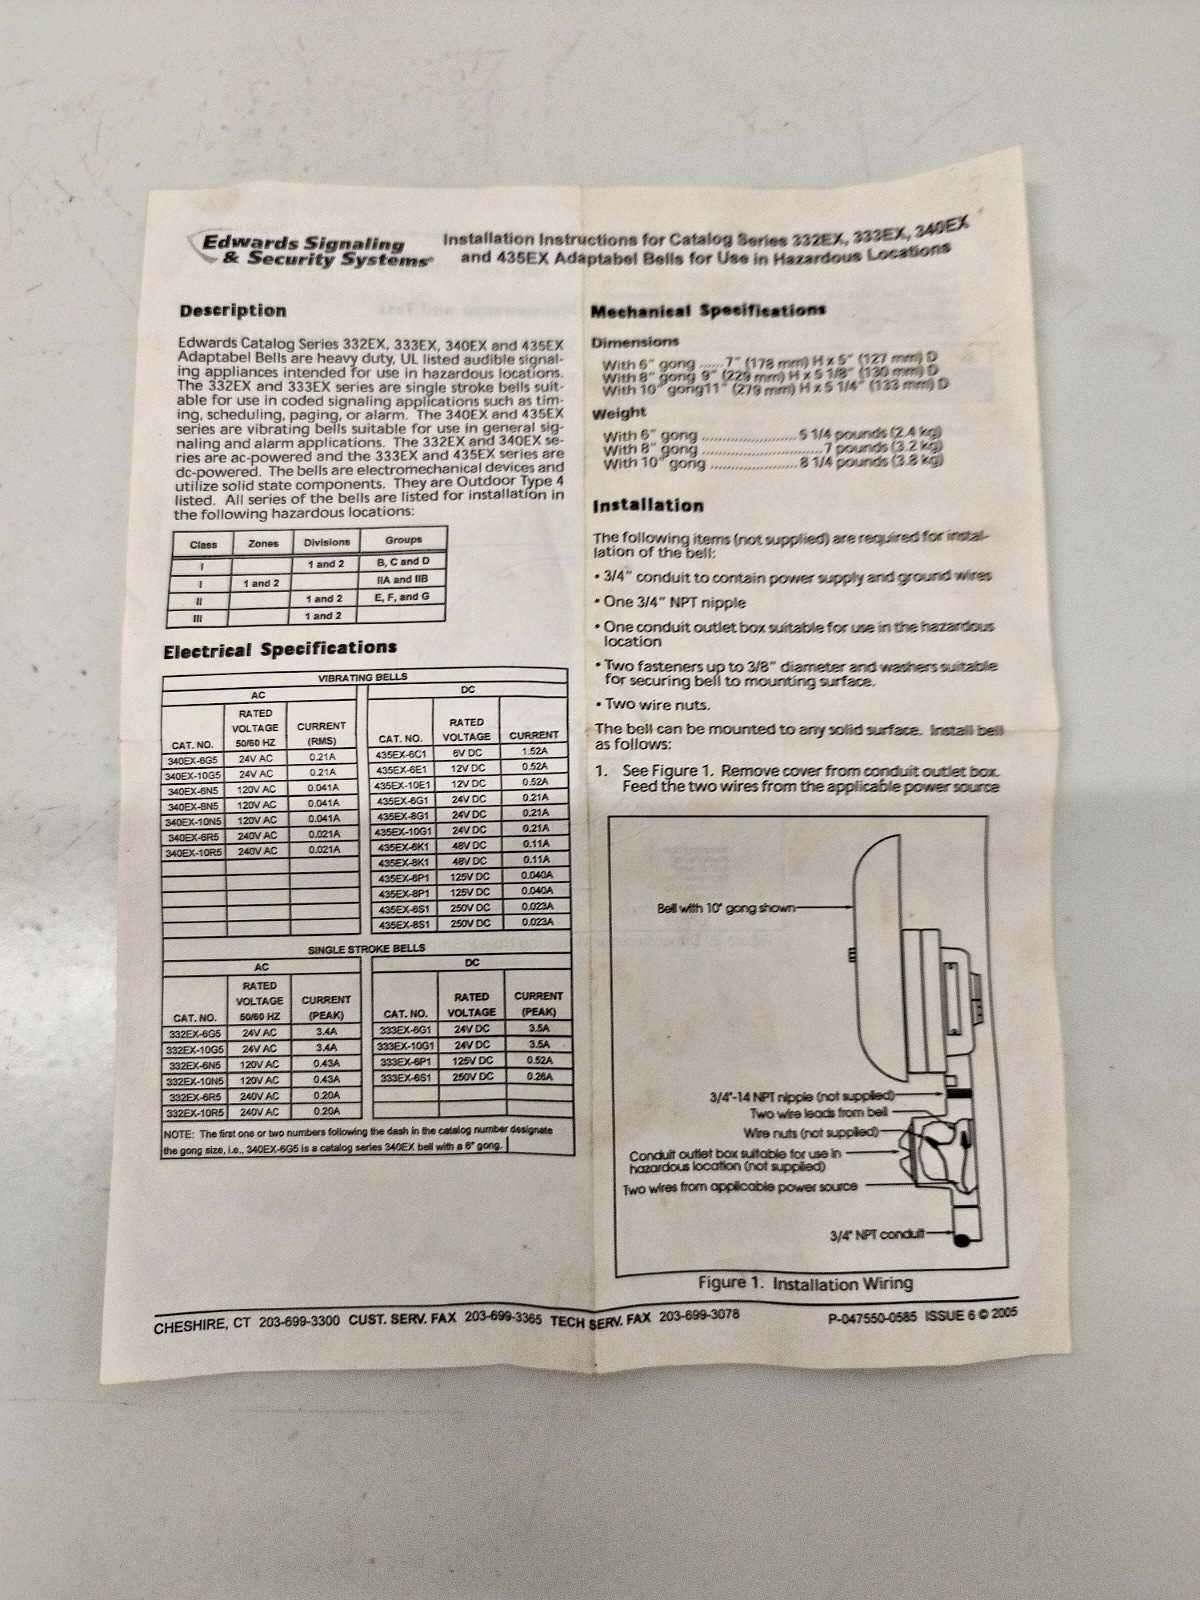 Edwards Signaling
& Security Systems
Installation Instructions for Catalog Series 332EX, 333EX, 340EX
and 435EX Adaptabel Bells for Use in Hazardous Locations
Description
Edwards Catalog Series 332EX, 333EX, 340EX and 435EX
Adaptabel Bells are heavy duty, UL listed audible signal-
ing appliances intended for use in hazardous locations.
The 332EX and 333EX series are single stroke bells suit-
able for use in coded signaling applications such as tim-
ing, scheduling, paging, or alarm. The 340EX and 435EX
series are vibrating bells suitable for use in general sig-
naling and alarm applications. The 332EX and 340EX se-
ries are ac-powered and the 333EX and 435EX series are
dc-powered. The bells are electromechanical devices and
utilize solid state components. They are Outdoor Type 4
listed. All series of the bells are listed for installation in
the following hazardous locations:
Class Zones Divisions Groups
I 1 and 2 B, C and D
I 1 and 2 IIA and IIB
II 1 and 2 E, F, and G
III 1 and 2
Electrical Specifications
VIBRATING BELLS
AC
CAT. NO. RATED VOLTAGE 50/60 HZ CURRENT (RMS)
340EX-6G5 24V AC 0.21A
340EX-10G5 24V AC 0.21A
340EX-6N5 120V AC 0.041A
340EX-8N5 120V AC 0.041A
340EX-10N5 120V AC 0.041A
340EX-6R5 240V AC 0.021A
340EX-10R5 240V AC 0.021A
DC
CAT. NO. RATED VOLTAGE CURRENT
435EX-6C1 6V DC 1.52A
435EX-6E1 12V DC 0.52A
435EX-10E1 12V DC 0.52A
435EX-6G1 24V DC 0.21A
435EX-8G1 24V DC 0.21A
435EX-10G1 24V DC 0.21A
435EX-6K1 48V DC 0.11A
435EX-8K1 48V DC 0.11A
435EX-6P1 125V DC 0.040A
435EX-8P1 125V DC 0.040A
435EX-6S1 250V DC 0.023A
435EX-8S1 250V DC 0.023A
SINGLE STROKE BELLS
AC
CAT. NO. RATED VOLTAGE 50/60 HZ CURRENT (PEAK)
332EX-6G5 24V AC 3.4A
332EX-10G5 24V AC 3.4A
332EX-6N5 120V AC 0.43A
332EX-10N5 120V AC 0.43A
332EX-6R5 240V AC 0.20A
332EX-10R5 240V AC 0.20A
DC
CAT. NO. RATED VOLTAGE CURRENT (PEAK)
333EX-6G1 24V DC 3.5A
333EX-10G1 24V DC 3.5A
333EX-6P1 125V DC 0.52A
333EX-6S1 250V DC 0.26A
NOTE: The first one or two numbers following the dash in the catalog number designate
the gong size, i.e., 340EX-6G5 is a catalog series 340EX bell with a 6" gong.
Mechanical Specifications
Dimensions
With 6" gong ......7" (178 mm) H x 5" (127 mm) D
With 8" gong 9" (229 mm) H x 5 1/8" (130 mm) D
With 10" gong11" (279 mm) H x 5 1/4" (133 mm) D
Weight
With 6" gong ....................... 5 1/4 pounds (2.4 kg)
With 8" gong ..............................7 pounds (3.2 kg)
With 10" gong ..................... 8 1/4 pounds (3.8 kg)
Installation
The following items (not supplied) are required for instal-
lation of the bell:
• 3/4" conduit to contain power supply and ground wires
• One 3/4" NPT nipple
• One conduit outlet box suitable for use in the hazardous
location
• Two fasteners up to 3/8" diameter and washers suitable
for securing bell to mounting surface.
• Two wire nuts.
The bell can be mounted to any solid surface. Install bell
as follows:
1. See Figure 1. Remove cover from conduit outlet box.
Feed the two wires from the applicable power source
Bell with 10" gong shown
3/4"-14 NPT nipple (not supplied)
Two wire leads from bell
Wire nuts (not supplied)
Conduit outlet box suitable for use in
hazardous location (not supplied)
Two wires from applicable power source
3/4" NPT conduit
Figure 1. Installation Wiring
CHESHIRE, CT 203-699-3300 CUST. SERV. FAX 203-699-3365 TECH SERV. FAX 203-699-3078
P-047550-0585 ISSUE 6 © 2005